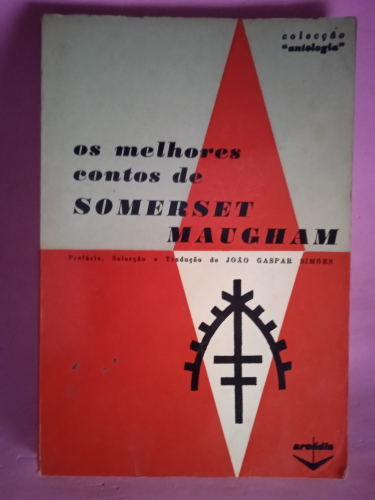 colecção
"antologia"
os melhores
contos de
SOMERSET
MAUGHAM
Prefácio, Selecção e Tradução de JOÃO GASPAR SIMÕES
arcádia